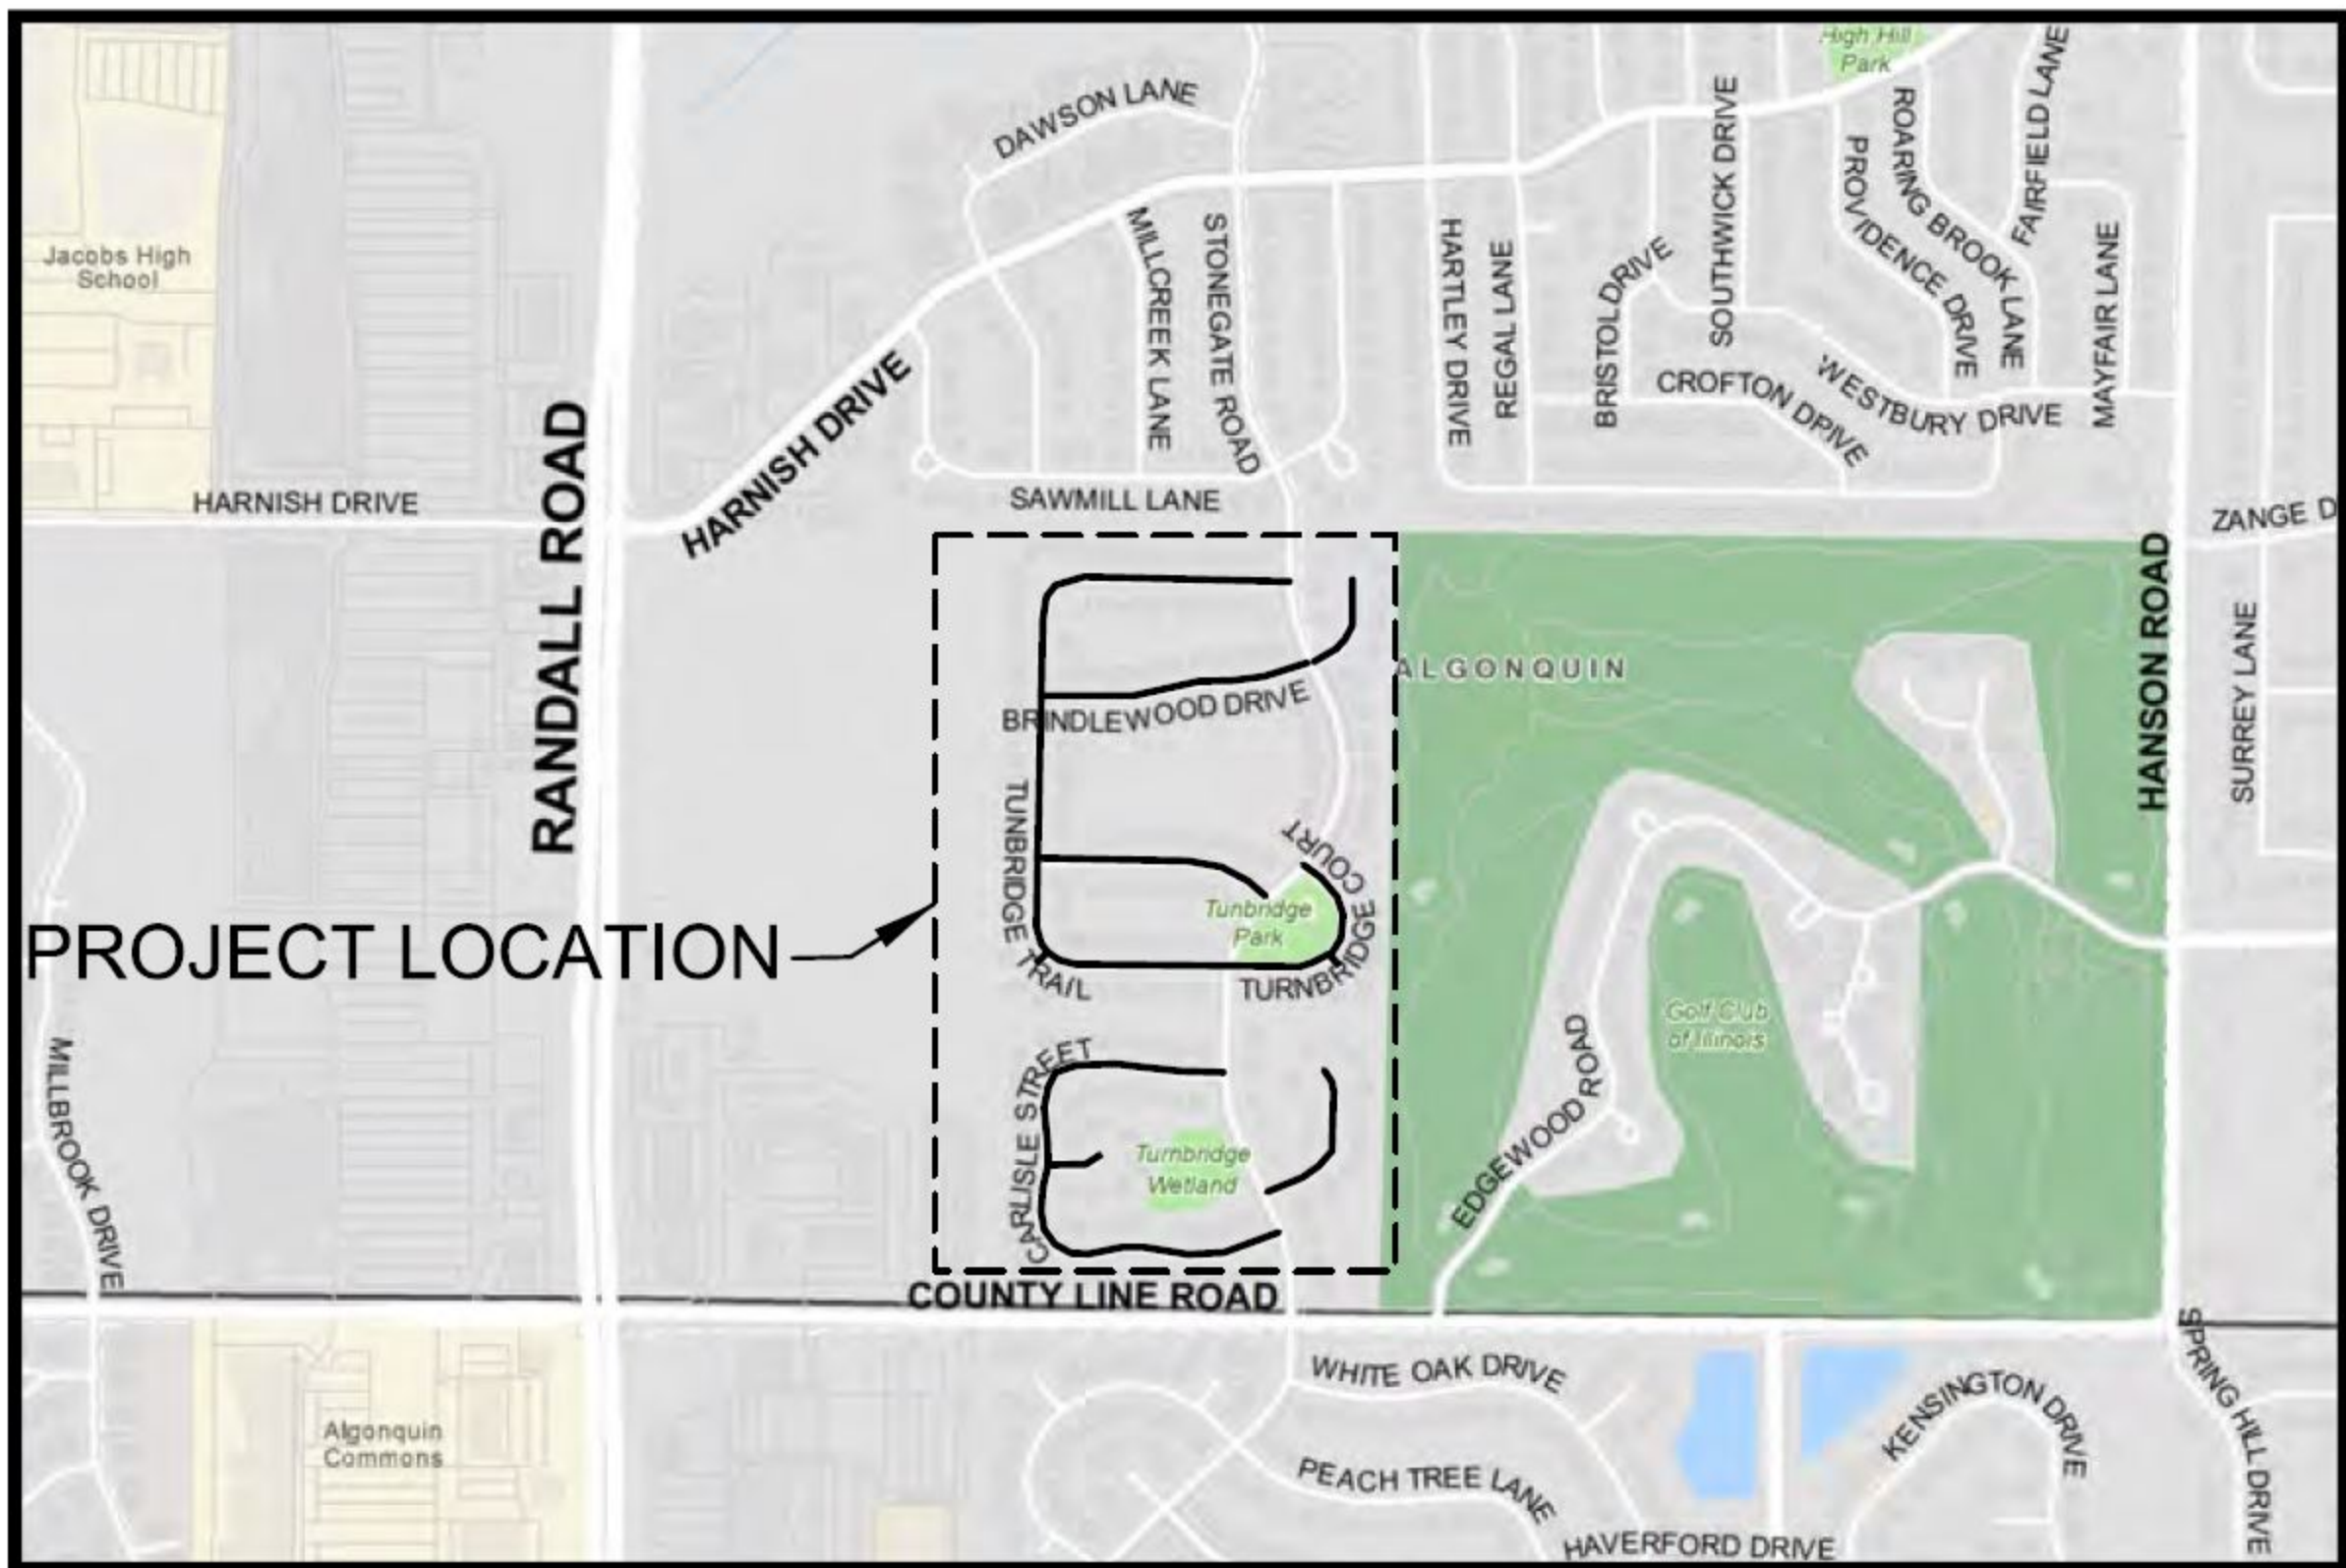 High Hill
Park
DAWSON LANE
ROARING BROOK LANE
FAIRFIELD LANE
SOUTHWICK DRIVE
PROVIDENCE DRIVE
Jacobs High
School
MILLCREEK LANE
STONEGATE ROAD
HARTLEY DRIVE
REGAL LANE
BRISTOL DRIVE
MAYFAIR LANE
CROFTON DRIVE
WESTBURY DRIVE
HARNISH DRIVE
HARNISH DRIVE
RANDALL ROAD
SAWMILL LANE
ZANGE D
HANSON ROAD
ALGONQUIN
SURREY LANE
BRINDLEWOOD DRIVE
TUNBRIDGE TRAIL
TURNBRIDGE COURT
Tunbridge
Park
PROJECT LOCATION
Golf Club
of Illinois
EDGEWOOD ROAD
MILLBROOK DRIVE
CARLISLE STREET
Turnbridge
Wetland
COUNTY LINE ROAD
WHITE OAK DRIVE
SPRING HILL DRIVE
KENSINGTON DRIVE
Algonquin
Commons
PEACH TREE LANE
HAVERFORD DRIVE